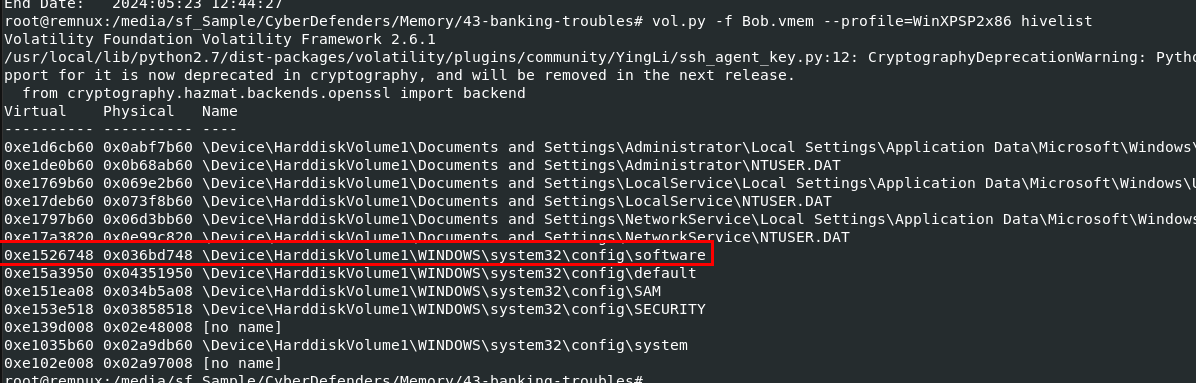 End Date:   2024:05:23 12:44:27
root@remnux:/media/sf_Sample/CyberDefenders/Memory/43-banking-troubles# vol.py -f Bob.vmem --profile=WinXPSP2x86 hivelist
Volatility Foundation Volatility Framework 2.6.1
/usr/local/lib/python2.7/dist-packages/volatility/plugins/community/YingLi/ssh_agent_key.py:12: CryptographyDeprecationWarning: Pytho
pport for it is now deprecated in cryptography, and will be removed in the next release.
  from cryptography.hazmat.backends.openssl import backend
Virtual    Physical   Name
---------- ---------- ----
0xe1d6cb60 0x0abf7b60 \Device\HarddiskVolume1\Documents and Settings\Administrator\Local Settings\Application Data\Microsoft\Windows\
0xe1de0b60 0x0b68ab60 \Device\HarddiskVolume1\Documents and Settings\Administrator\NTUSER.DAT
0xe1769b60 0x069e2b60 \Device\HarddiskVolume1\Documents and Settings\LocalService\Local Settings\Application Data\Microsoft\Windows\U
0xe17deb60 0x073f8b60 \Device\HarddiskVolume1\Documents and Settings\LocalService\NTUSER.DAT
0xe1797b60 0x06d3bb60 \Device\HarddiskVolume1\Documents and Settings\NetworkService\Local Settings\Application Data\Microsoft\Windows
0xe17a3820 0x0e99c820 \Device\HarddiskVolume1\Documents and Settings\NetworkService\NTUSER.DAT
0xe1526748 0x036bd748 \Device\HarddiskVolume1\WINDOWS\system32\config\software
0xe15a3950 0x04351950 \Device\HarddiskVolume1\WINDOWS\system32\config\default
0xe151ea08 0x034b5a08 \Device\HarddiskVolume1\WINDOWS\system32\config\SAM
0xe153e518 0x03858518 \Device\HarddiskVolume1\WINDOWS\system32\config\SECURITY
0xe139d008 0x02e48008 [no name]
0xe1035b60 0x02a9db60 \Device\HarddiskVolume1\WINDOWS\system32\config\system
0xe102e008 0x02a97008 [no name]
root@remnux:/media/sf_Sample/CyberDefenders/Memory/43-banking-troubles#